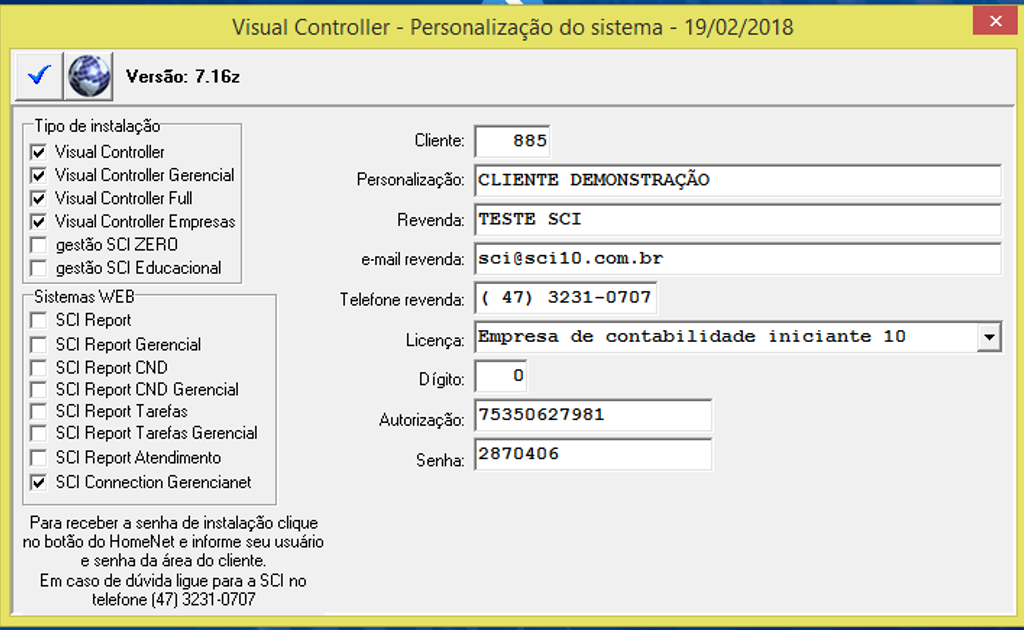 Visual Controller - Personalização do sistema - 19/02/2018
Versão: 7.16z
Tipo de instalação
Visual Controller
Visual Controller Gerencial
Visual Controller Full
Visual Controller Empresas
gestão SCI ZERO
gestão SCI Educacional
Sistemas WEB
SCI Report
SCI Report Gerencial
SCI Report CND
SCI Report CND Gerencial
SCI Report Tarefas
SCI Report Tarefas Gerencial
SCI Report Atendimento
SCI Connection Gerencianet
Para receber a senha de instalação clique
no botão do HomeNet e informe seu usuário
e senha da área do cliente.
Em caso de dúvida ligue para a SCI no
telefone (47) 3231-0707
Cliente: 885
Personalização: CLIENTE DEMONSTRAÇÃO
Revenda: TESTE SCI
e-mail revenda: sci@sci10.com.br
Telefone revenda: ( 47) 3231-0707
Licença: Empresa de contabilidade iniciante 10
Dígito: 0
Autorização: 75350627981
Senha: 2870406